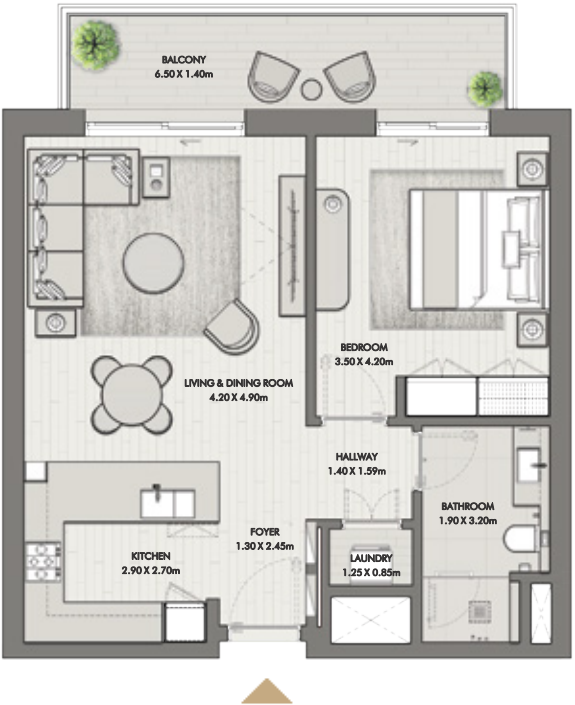 BALCONY
6.50 X 1.40m
BEDROOM
3.50 X 4.20m
LIVING & DINING ROOM
4.20 X 4.90m
HALLWAY
1.40 X 1.59m
BATHROOM
1.90 X 3.20m
FOYER
1.30 X 2.45m
KITCHEN
2.90 X 2.70m
LAUNDRY
1.25 X 0.85m